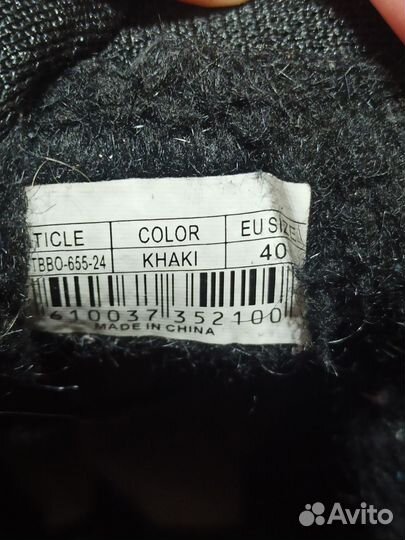 TICLE COLOR EU SIZE
TBBO-655-24 KHAKI 40
610037 352100
MADE IN CHINA
Avito